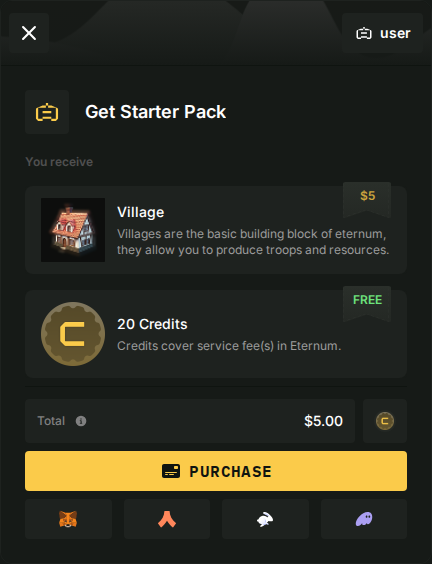 user
Get Starter Pack
You receive
$5
Village
Villages are the basic building block of eternum,
they allow you to produce troops and resources.
FREE
20 Credits
Credits cover service fee(s) in Eternum.
Total
$5.00
PURCHASE